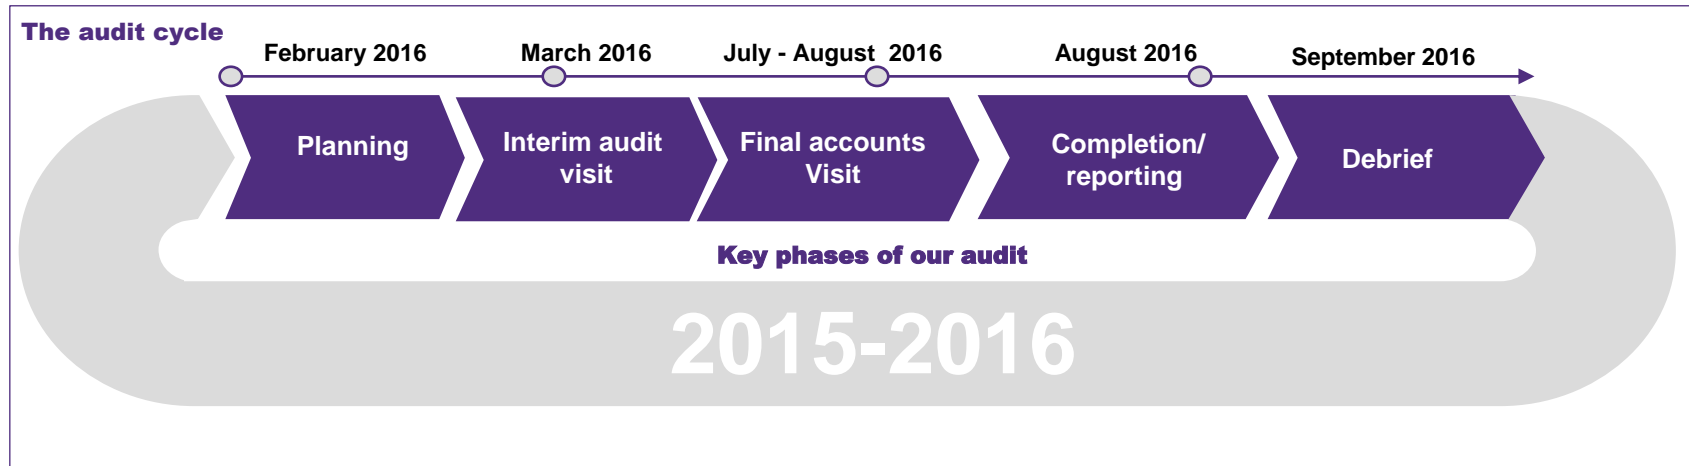 The audit cycle
February 2016
March 2016
July - August  2016
August 2016
September 2016
Planning
Interim audit
visit
Final accounts
Visit
Completion/
reporting
Debrief
Key phases of our audit
2015-2016